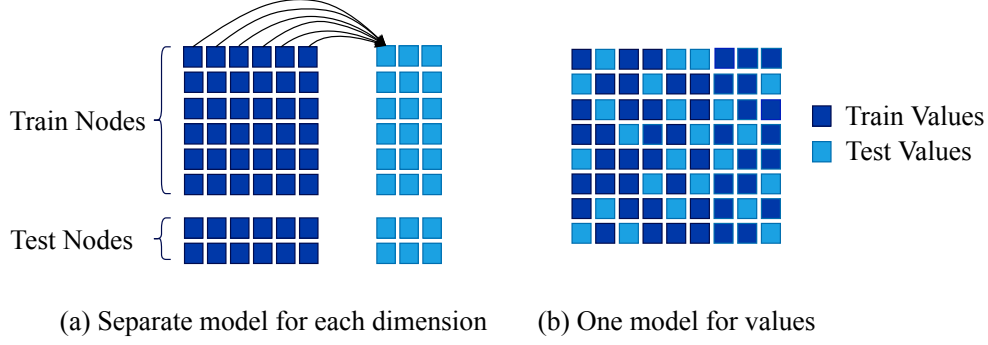 Train Nodes
Test Nodes
Train Values
Test Values
(a) Separate model for each dimension
(b) One model for values